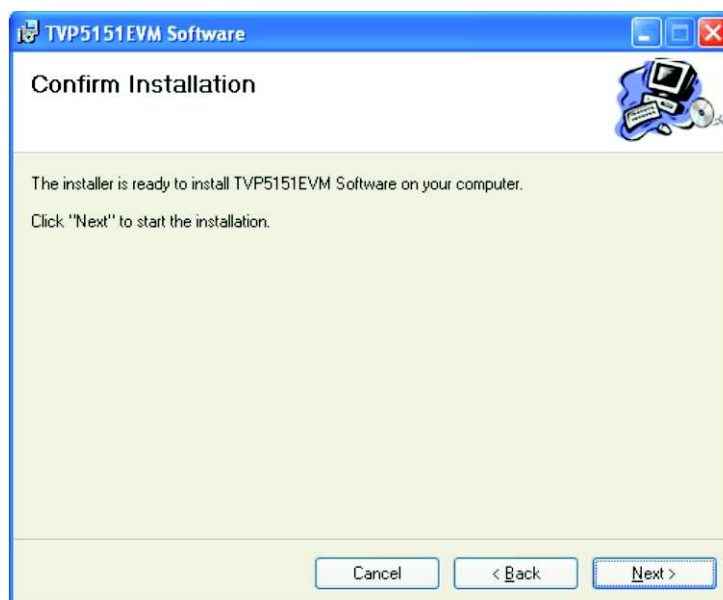 TVP5151EVM Software
Confirm Installation
The installer is ready to install TVP5151EVM Software on your computer.
Click "Next" to start the installation.
Cancel
< Back
Next >